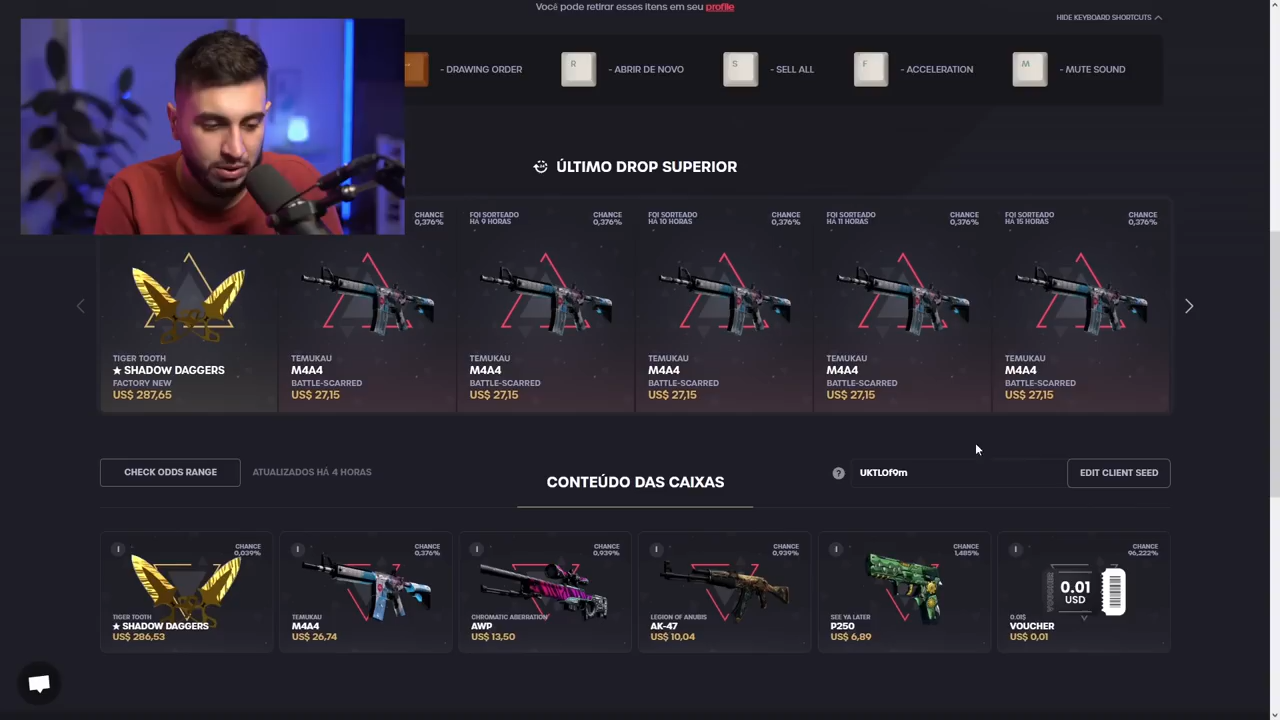 Você pode retirar esses itens em seu profile
HIDE KEYBOARD SHORTCUTS
- DRAWING ORDER
R
- ABRIR DE NOVO
S
- SELL ALL
F
- ACCELERATION
M
- MUTE SOUND
ÚLTIMO DROP SUPERIOR
CHANCE
0,376%
FOI SORTEADO
HÁ 9 HORAS
CHANCE
0,376%
FOI SORTEADO
HÁ 10 HORAS
CHANCE
0,376%
FOI SORTEADO
HÁ 11 HORAS
CHANCE
0,376%
FOI SORTEADO
HÁ 15 HORAS
CHANCE
0,376%
TIGER TOOTH
★ SHADOW DAGGERS
FACTORY NEW
US$ 287,65
TEMUKAU
M4A4
BATTLE-SCARRED
US$ 27,15
TEMUKAU
M4A4
BATTLE-SCARRED
US$ 27,15
TEMUKAU
M4A4
BATTLE-SCARRED
US$ 27,15
TEMUKAU
M4A4
BATTLE-SCARRED
US$ 27,15
TEMUKAU
M4A4
BATTLE-SCARRED
US$ 27,15
CHECK ODDS RANGE
ATUALIZADOS HÁ 4 HORAS
CONTEÚDO DAS CAIXAS
?
UKTLOf9m
EDIT CLIENT SEED
I
CHANCE
0,039%
TIGER TOOTH
★ SHADOW DAGGERS
US$ 286,53
I
CHANCE
0,376%
TEMUKAU
M4A4
US$ 26,74
I
CHANCE
0,939%
CHROMATIC ABERRATION
AWP
US$ 13,50
I
CHANCE
0,939%
LEGION OF ANUBIS
AK-47
US$ 10,04
I
CHANCE
1,485%
SEE YA LATER
P250
US$ 6,89
I
CHANCE
96,222%
VOUCHER
0.01
USD
0.01$
VOUCHER
US$ 0,01